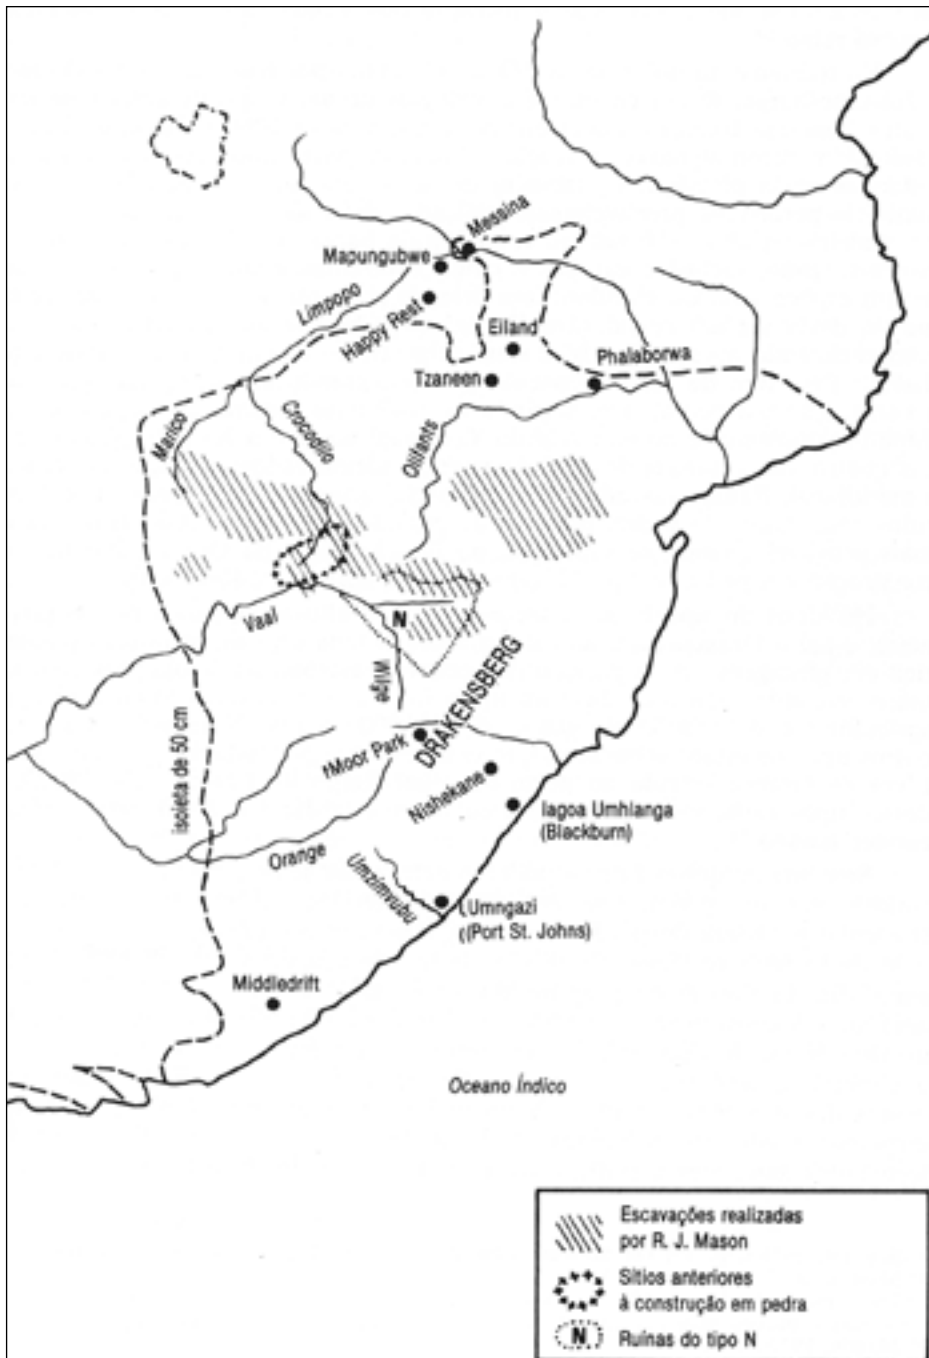 Messina
Mapungubwe
Limpopo
Happy Rest
Eiland
Phalaborwa
Tzaneen
Marico
Crocodilo
Olifants
Vaal
N
Wilge
DRAKENSBERG
isoieta de 50 cm
tMoor Park
Nishekane
lagoa Umhlanga
(Blackburn)
Orange
Umzimvubu
Umngazi
(Port St. Johns)
Middledrift
Oceano Índico
Escavações realizadas
por R. J. Mason
Sítios anteriores
à construção em pedra
N Ruínas do tipo N